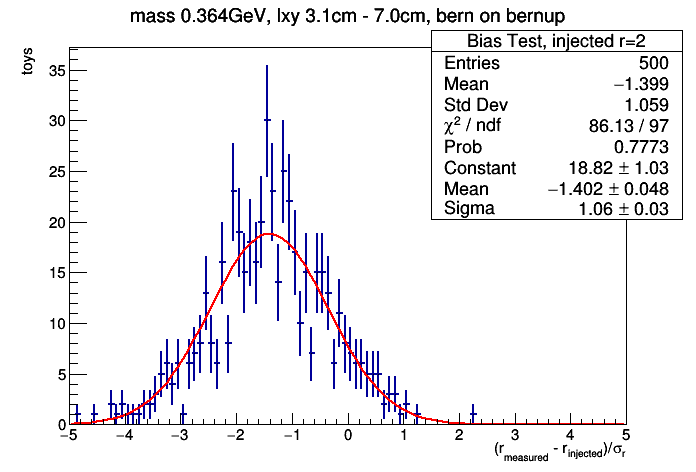 mass 0.364GeV, lxy 3.1cm - 7.0cm, bern on bernup
toys
Bias Test, injected r=2
Entries 500
Mean −1.399
Std Dev 1.059
χ² / ndf 86.13 / 97
Prob 0.7773
Constant 18.82 ± 1.03
Mean −1.402 ± 0.048
Sigma 1.06 ± 0.03
35
30
25
20
15
10
5
0
−5 −4 −3 −2 −1 0 1 2 3 4 5
(r_measured - r_injected)/σ_r